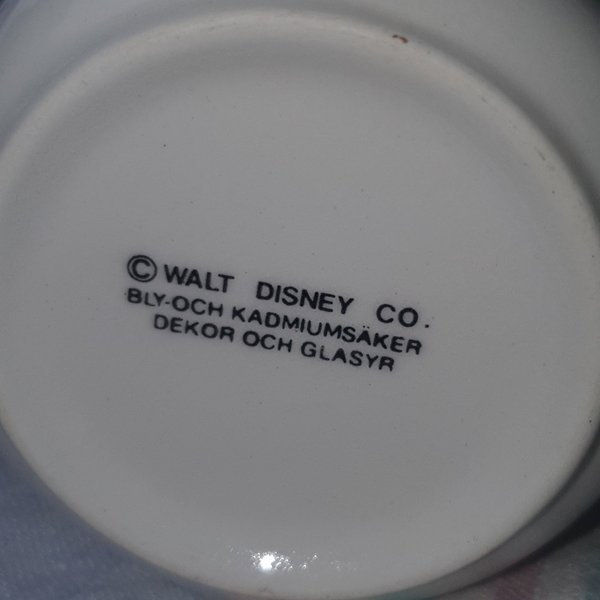 © WALT DISNEY CO.
BLY-OCH KADMIUMSÄKER
DEKOR OCH GLASYR